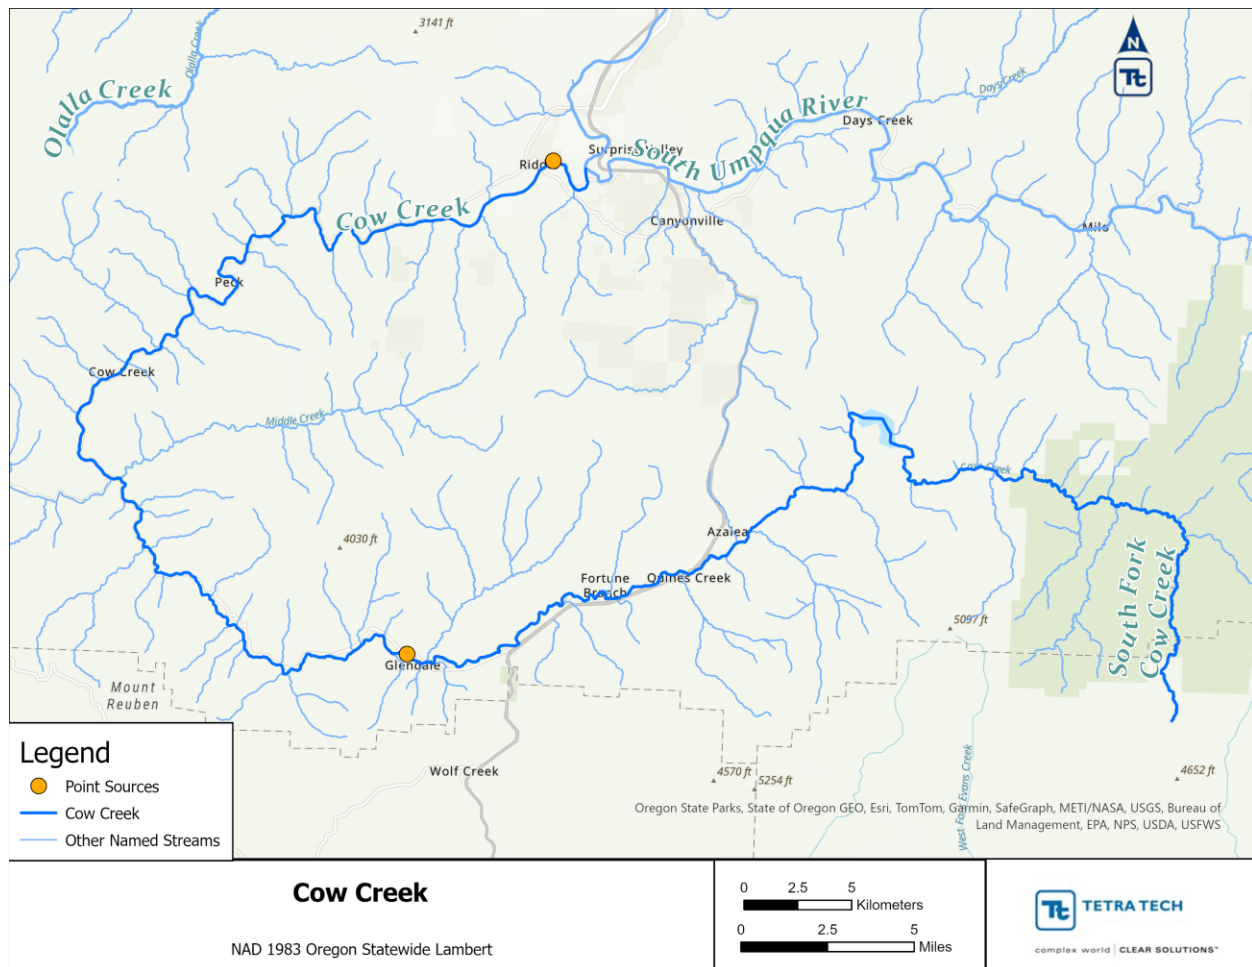 3141 ft
Olalla Creek
Olalla Creek
N
Tt
Days Creek
South Umpqua River
Days Creek
Surprise Valley
Cow Creek
Canyonville
Milo
Peck
Cow Creek
Middle Creek
Cow Creek
4030 ft
Azalea
Fortune
Branch
Quines Creek
South Fork
Cow Creek
5097 ft
Glendale
Mount
Reuben
Wolf Creek
4570 ft
5254 ft
4652 ft
West Fork Evans Creek
Legend
Point Sources
Cow Creek
Other Named Streams
Oregon State Parks, State of Oregon GEO, Esri, TomTom, Garmin, SafeGraph, METI/NASA, USGS, Bureau of
Land Management, EPA, NPS, USDA, USFWS
Cow Creek
NAD 1983 Oregon Statewide Lambert
0 2.5 5
Kilometers
0 2.5 5
Miles
Tt TETRA TECH
complex world | CLEAR SOLUTIONS™